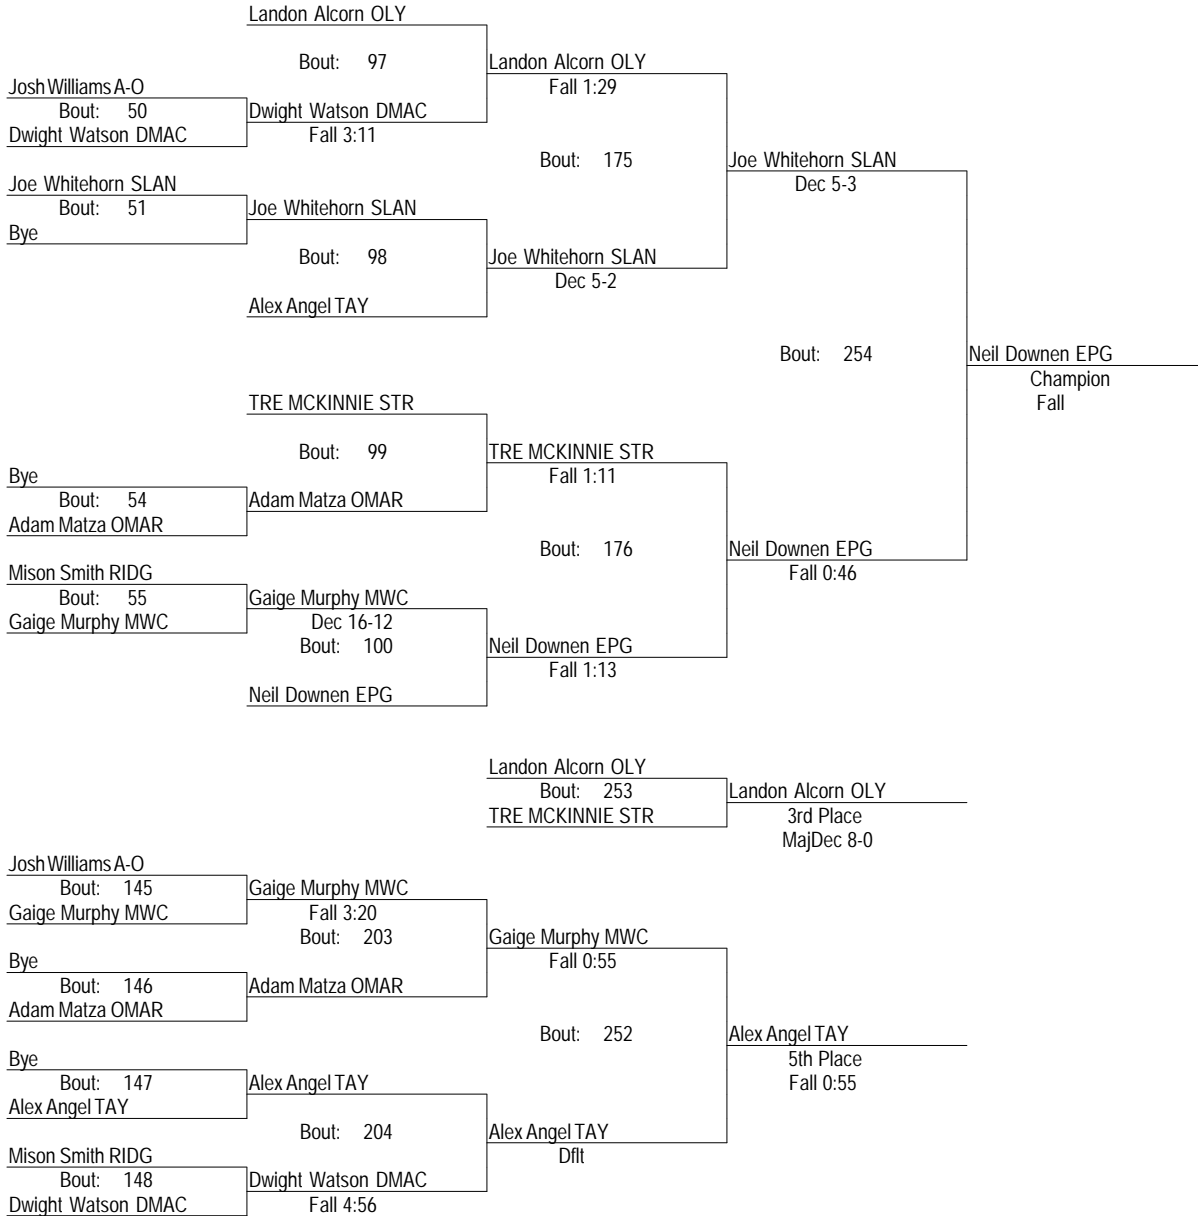 Landon Alcorn OLY
Bout: 97
Landon Alcorn OLY
Fall 1:29
Josh Williams A-O
Bout: 50
Dwight Watson DMAC
Dwight Watson DMAC
Fall 3:11
Bout: 175
Joe Whitehorn SLAN
Dec 5-3
Joe Whitehorn SLAN
Bout: 51
Joe Whitehorn SLAN
Bye
Bout: 98
Joe Whitehorn SLAN
Dec 5-2
Alex Angel TAY
Bout: 254
Neil Downen EPG
Champion
Fall
TRE MCKINNIE STR
Bout: 99
TRE MCKINNIE STR
Fall 1:11
Bye
Bout: 54
Adam Matza OMAR
Adam Matza OMAR
Bout: 176
Neil Downen EPG
Fall 0:46
Mison Smith RIDG
Bout: 55
Gaige Murphy MWC
Gaige Murphy MWC
Dec 16-12
Bout: 100
Neil Downen EPG
Fall 1:13
Neil Downen EPG
Landon Alcorn OLY
Bout: 253
Landon Alcorn OLY
TRE MCKINNIE STR
3rd Place
MajDec 8-0
Josh Williams A-O
Bout: 145
Gaige Murphy MWC
Gaige Murphy MWC
Fall 3:20
Bout: 203
Gaige Murphy MWC
Fall 0:55
Bye
Bout: 146
Adam Matza OMAR
Adam Matza OMAR
Bout: 252
Alex Angel TAY
5th Place
Fall 0:55
Bye
Bout: 147
Alex Angel TAY
Alex Angel TAY
Bout: 204
Alex Angel TAY
Dflt
Mison Smith RIDG
Bout: 148
Dwight Watson DMAC
Dwight Watson DMAC
Fall 4:56